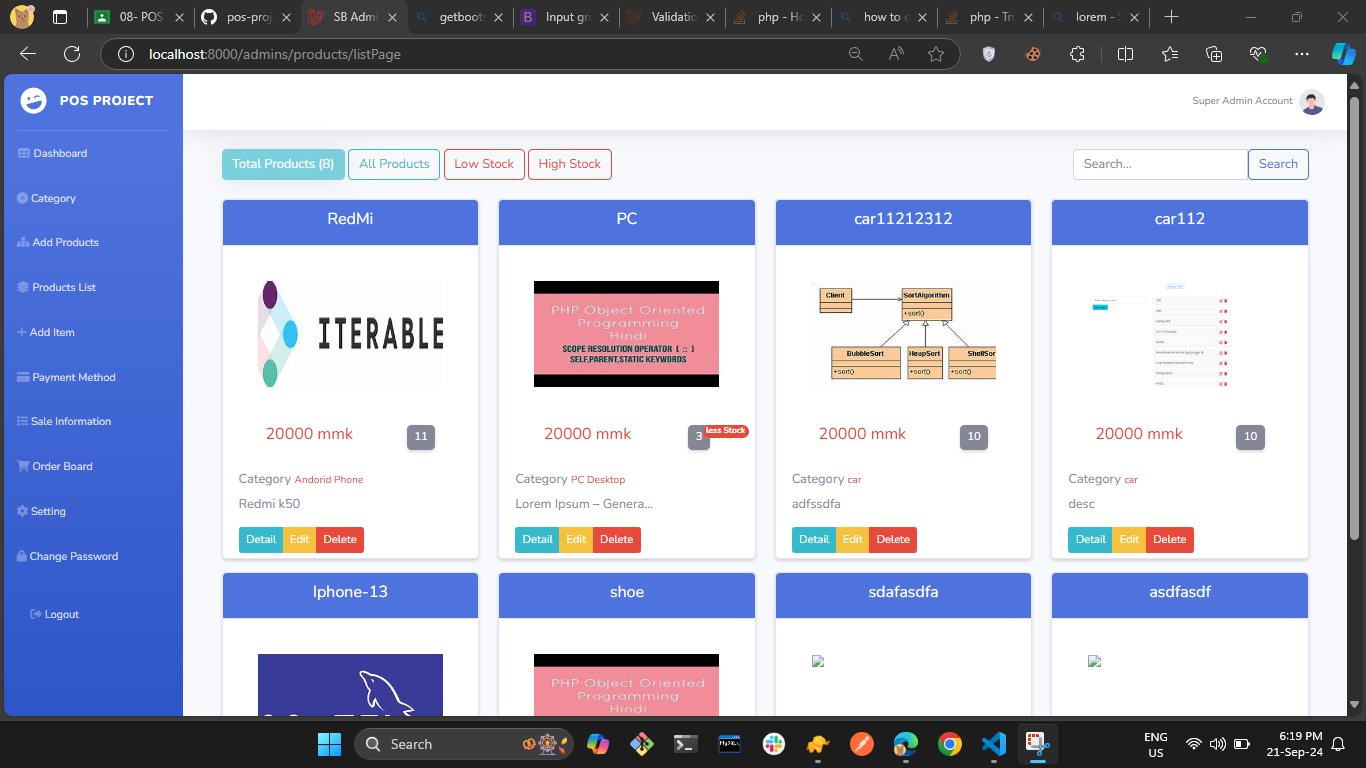 08- POS
pos-proj
SB Admi
getboots
Input gr
Validatio
php - Ho
how to c
php - Tru
lorem - S
localhost:8000/admins/products/listPage
POS PROJECT
Super Admin Account
Dashboard
Category
Add Products
Products List
Add Item
Payment Method
Sale Information
Order Board
Setting
Change Password
Logout
Total Products (8)
All Products
Low Stock
High Stock
Search...
Search
RedMi
PC
car11212312
car112
ITERABLE
PHP Object Oriented
Programming
Hindi
SCOPE RESOLUTION OPERATOR ( :: )
SELF,PARENT,STATIC KEYWORDS
Client
SortAlgorithm
+sort()
BubbleSort
HeapSort
ShellSor
+sort()
+sort()
+sort()
20000 mmk
11
20000 mmk
3
less Stock
20000 mmk
10
20000 mmk
10
Category Andorid Phone
Category PC Desktop
Category car
Category car
Redmi k50
Lorem Ipsum – Genera...
adfssdfa
desc
Detail Edit Delete
Detail Edit Delete
Detail Edit Delete
Detail Edit Delete
Iphone-13
shoe
sdafasdfa
asdfasdf
PHP Object Oriented
Programming
Hindi
Search
ENG
US
6:19 PM
21-Sep-24